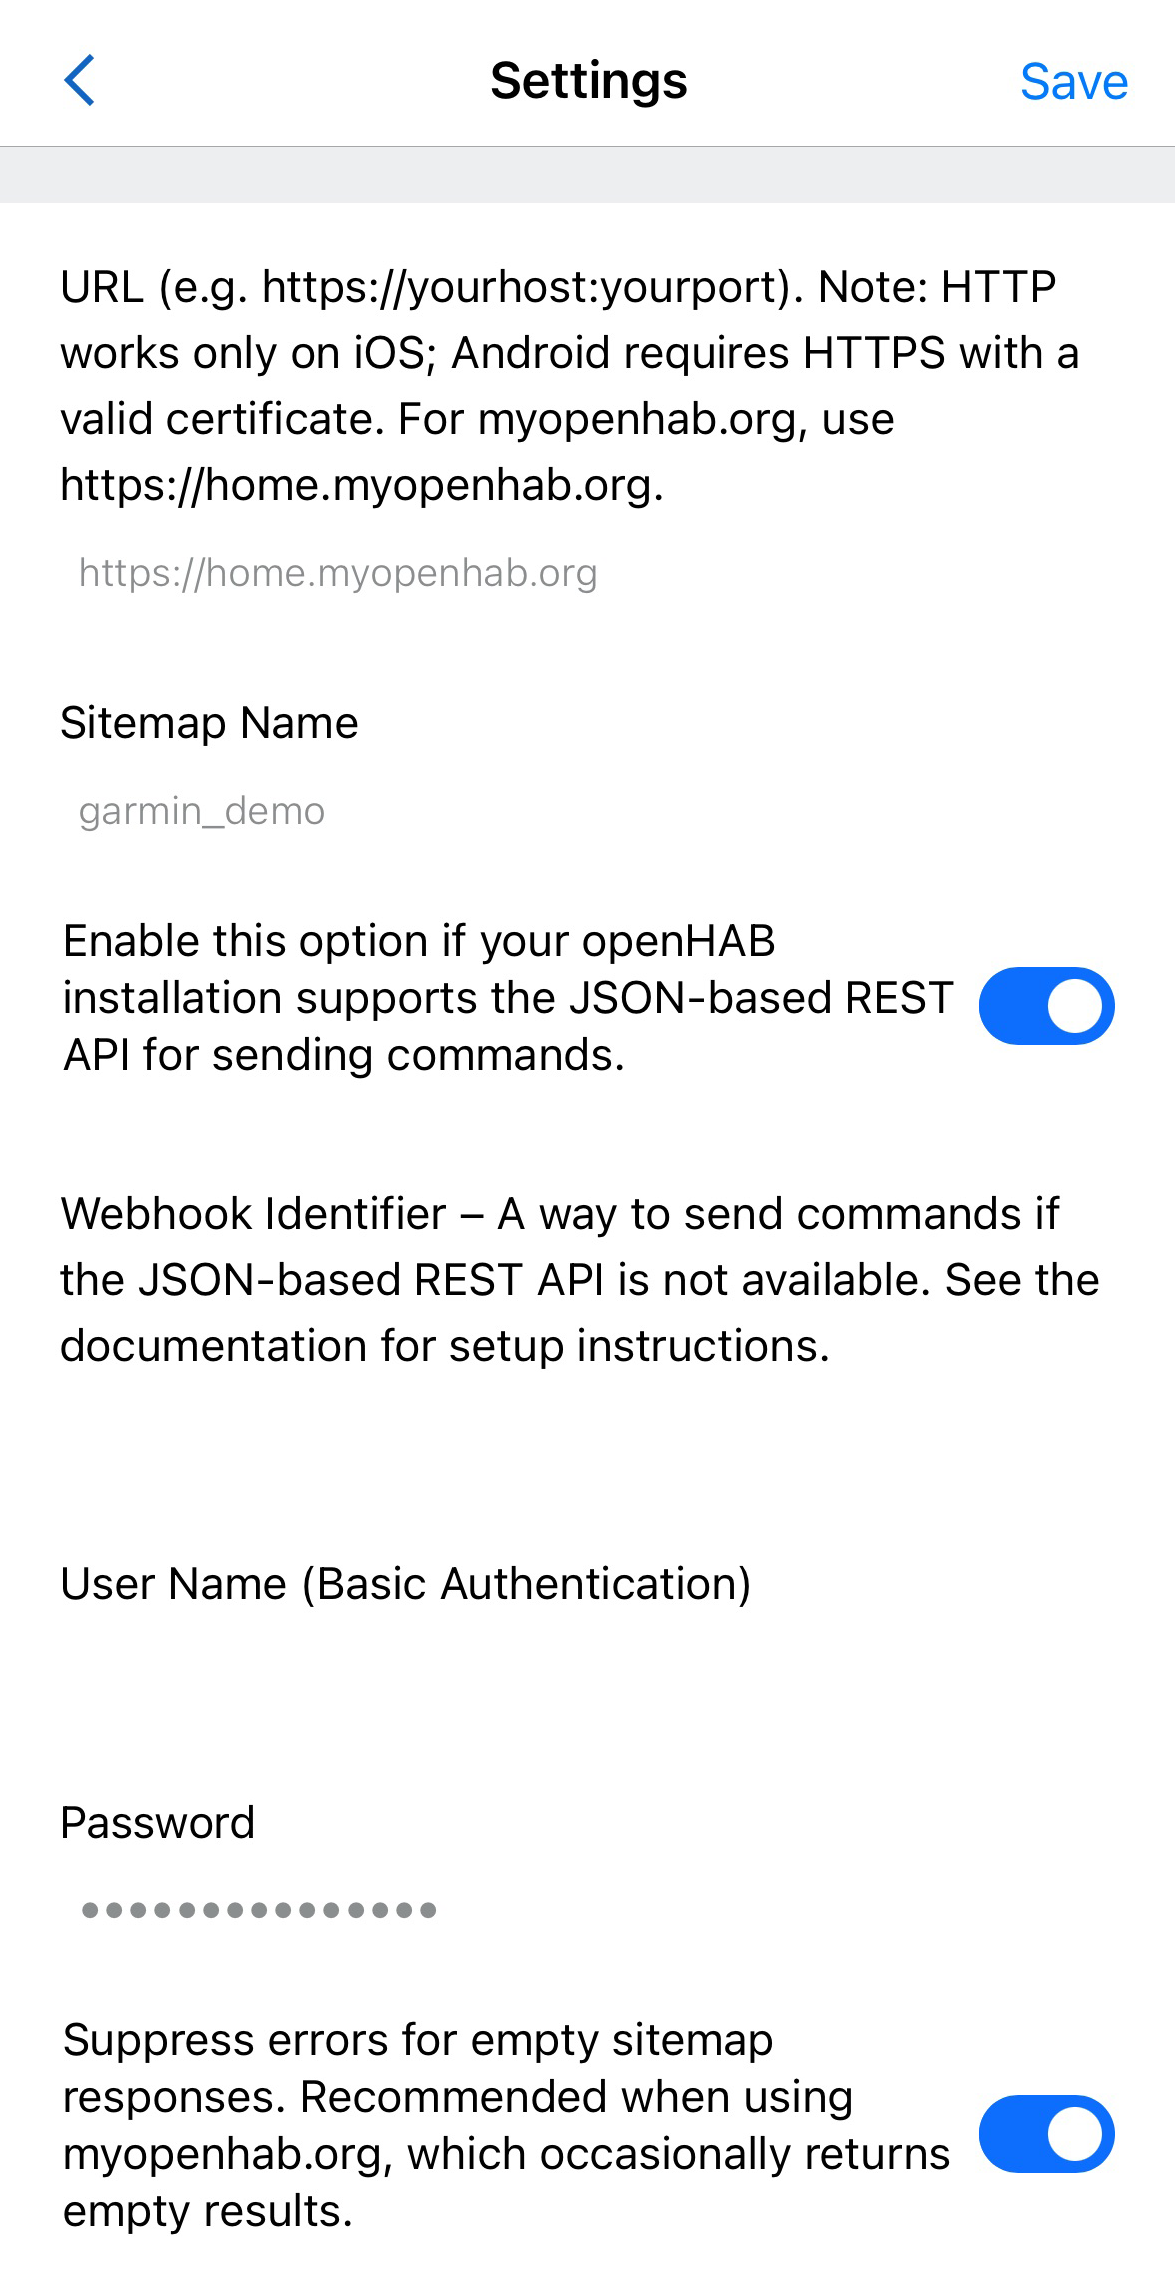 Settings
Save
URL (e.g. https://yourhost:yourport). Note: HTTP
works only on iOS; Android requires HTTPS with a
valid certificate. For myopenhab.org, use
https://home.myopenhab.org.
https://home.myopenhab.org
Sitemap Name
garmin_demo
Enable this option if your openHAB
installation supports the JSON-based REST
API for sending commands.
Webhook Identifier – A way to send commands if
the JSON-based REST API is not available. See the
documentation for setup instructions.
User Name (Basic Authentication)
Password
•••••••••••••••
Suppress errors for empty sitemap
responses. Recommended when using
myopenhab.org, which occasionally returns
empty results.